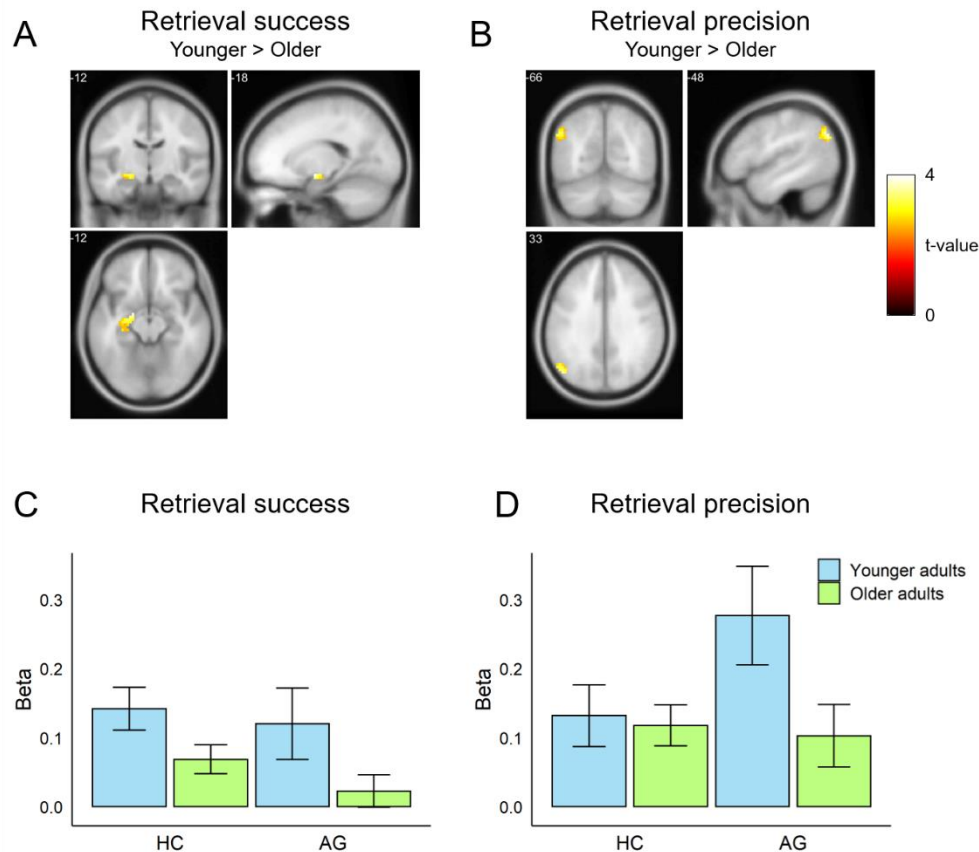 A
Retrieval success
Younger > Older
-12
-18
-12
B
Retrieval precision
Younger > Older
-66
-48
33
4
t-value
0
C
Retrieval success
Beta
0.3
0.2
0.1
0.0
HC
AG
D
Retrieval precision
Beta
0.3
0.2
0.1
0.0
HC
AG
Younger adults
Older adults